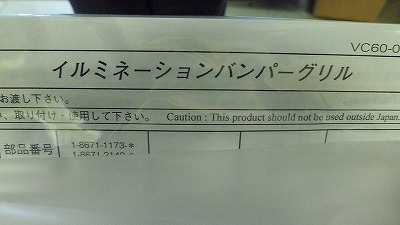 VC60-0
イルミネーションバンパーグリル
お渡し下さい。
み、取り付け・使用して下さい。 Caution : This product should not be used outside Japan.
部品番号 1-8671-1173-*